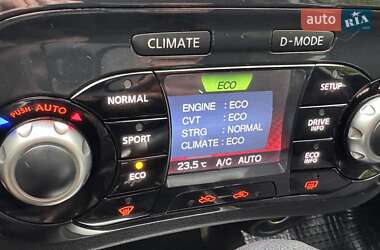 auto RIA
CLIMATE
D-MODE
ECO
NORMAL
SETUP
PUSH AUTO
ENGINE : ECO
CVT : ECO
STRG : NORMAL
CLIMATE : ECO
SPORT
DRIVE INFO
ECO
ECO INFO
23.5°C A/C AUTO